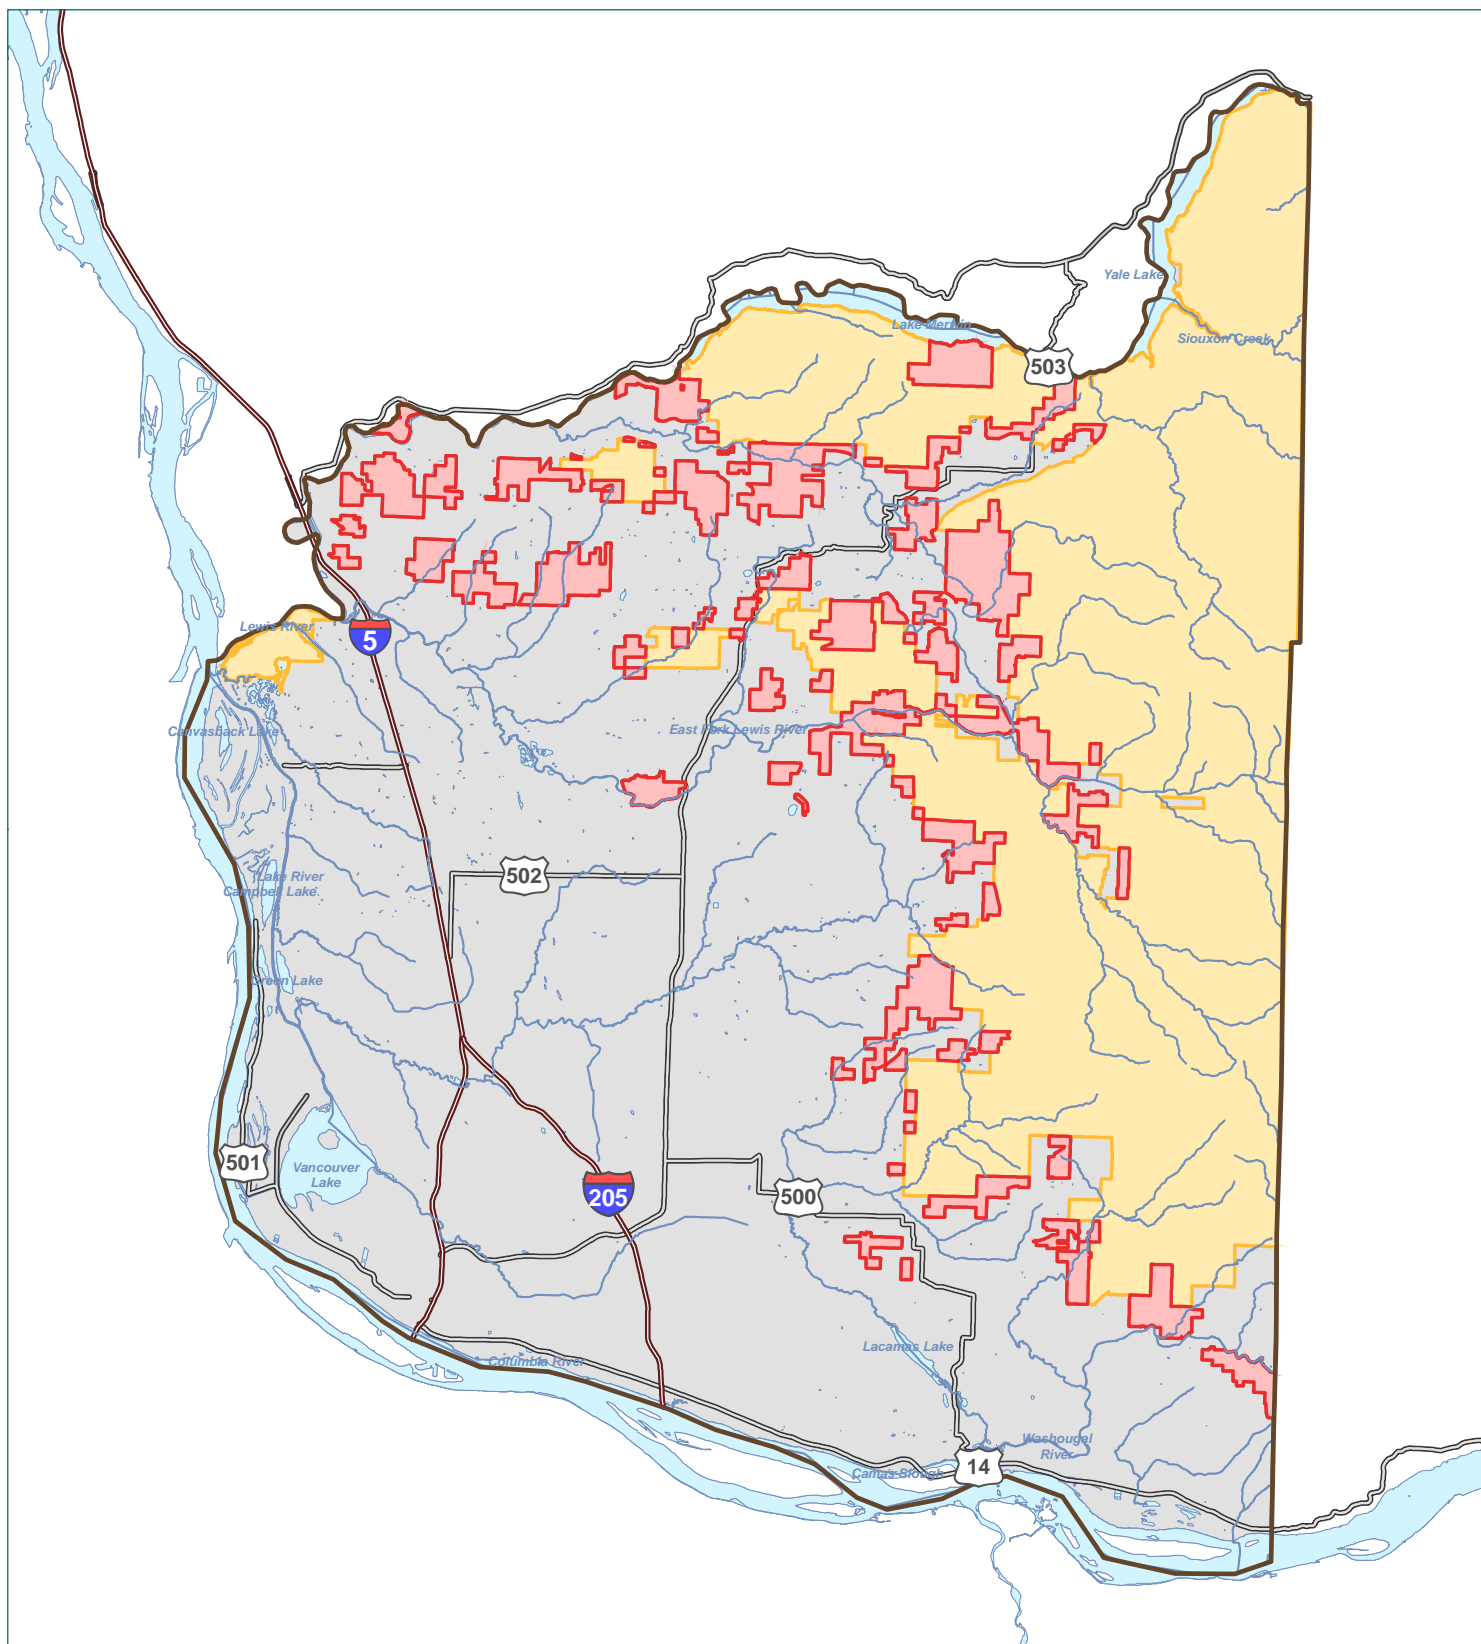 Yale Lake
Lake Merwin
Siouxon Creek
503
Lewis River
5
Canvasback Lake
East Fork Lewis River
502
Lake River
Campbell Lake
Green Lake
501
Vancouver
Lake
205
500
Lacamas Lake
Columbia River
Washougal
River
14
Camas Slough